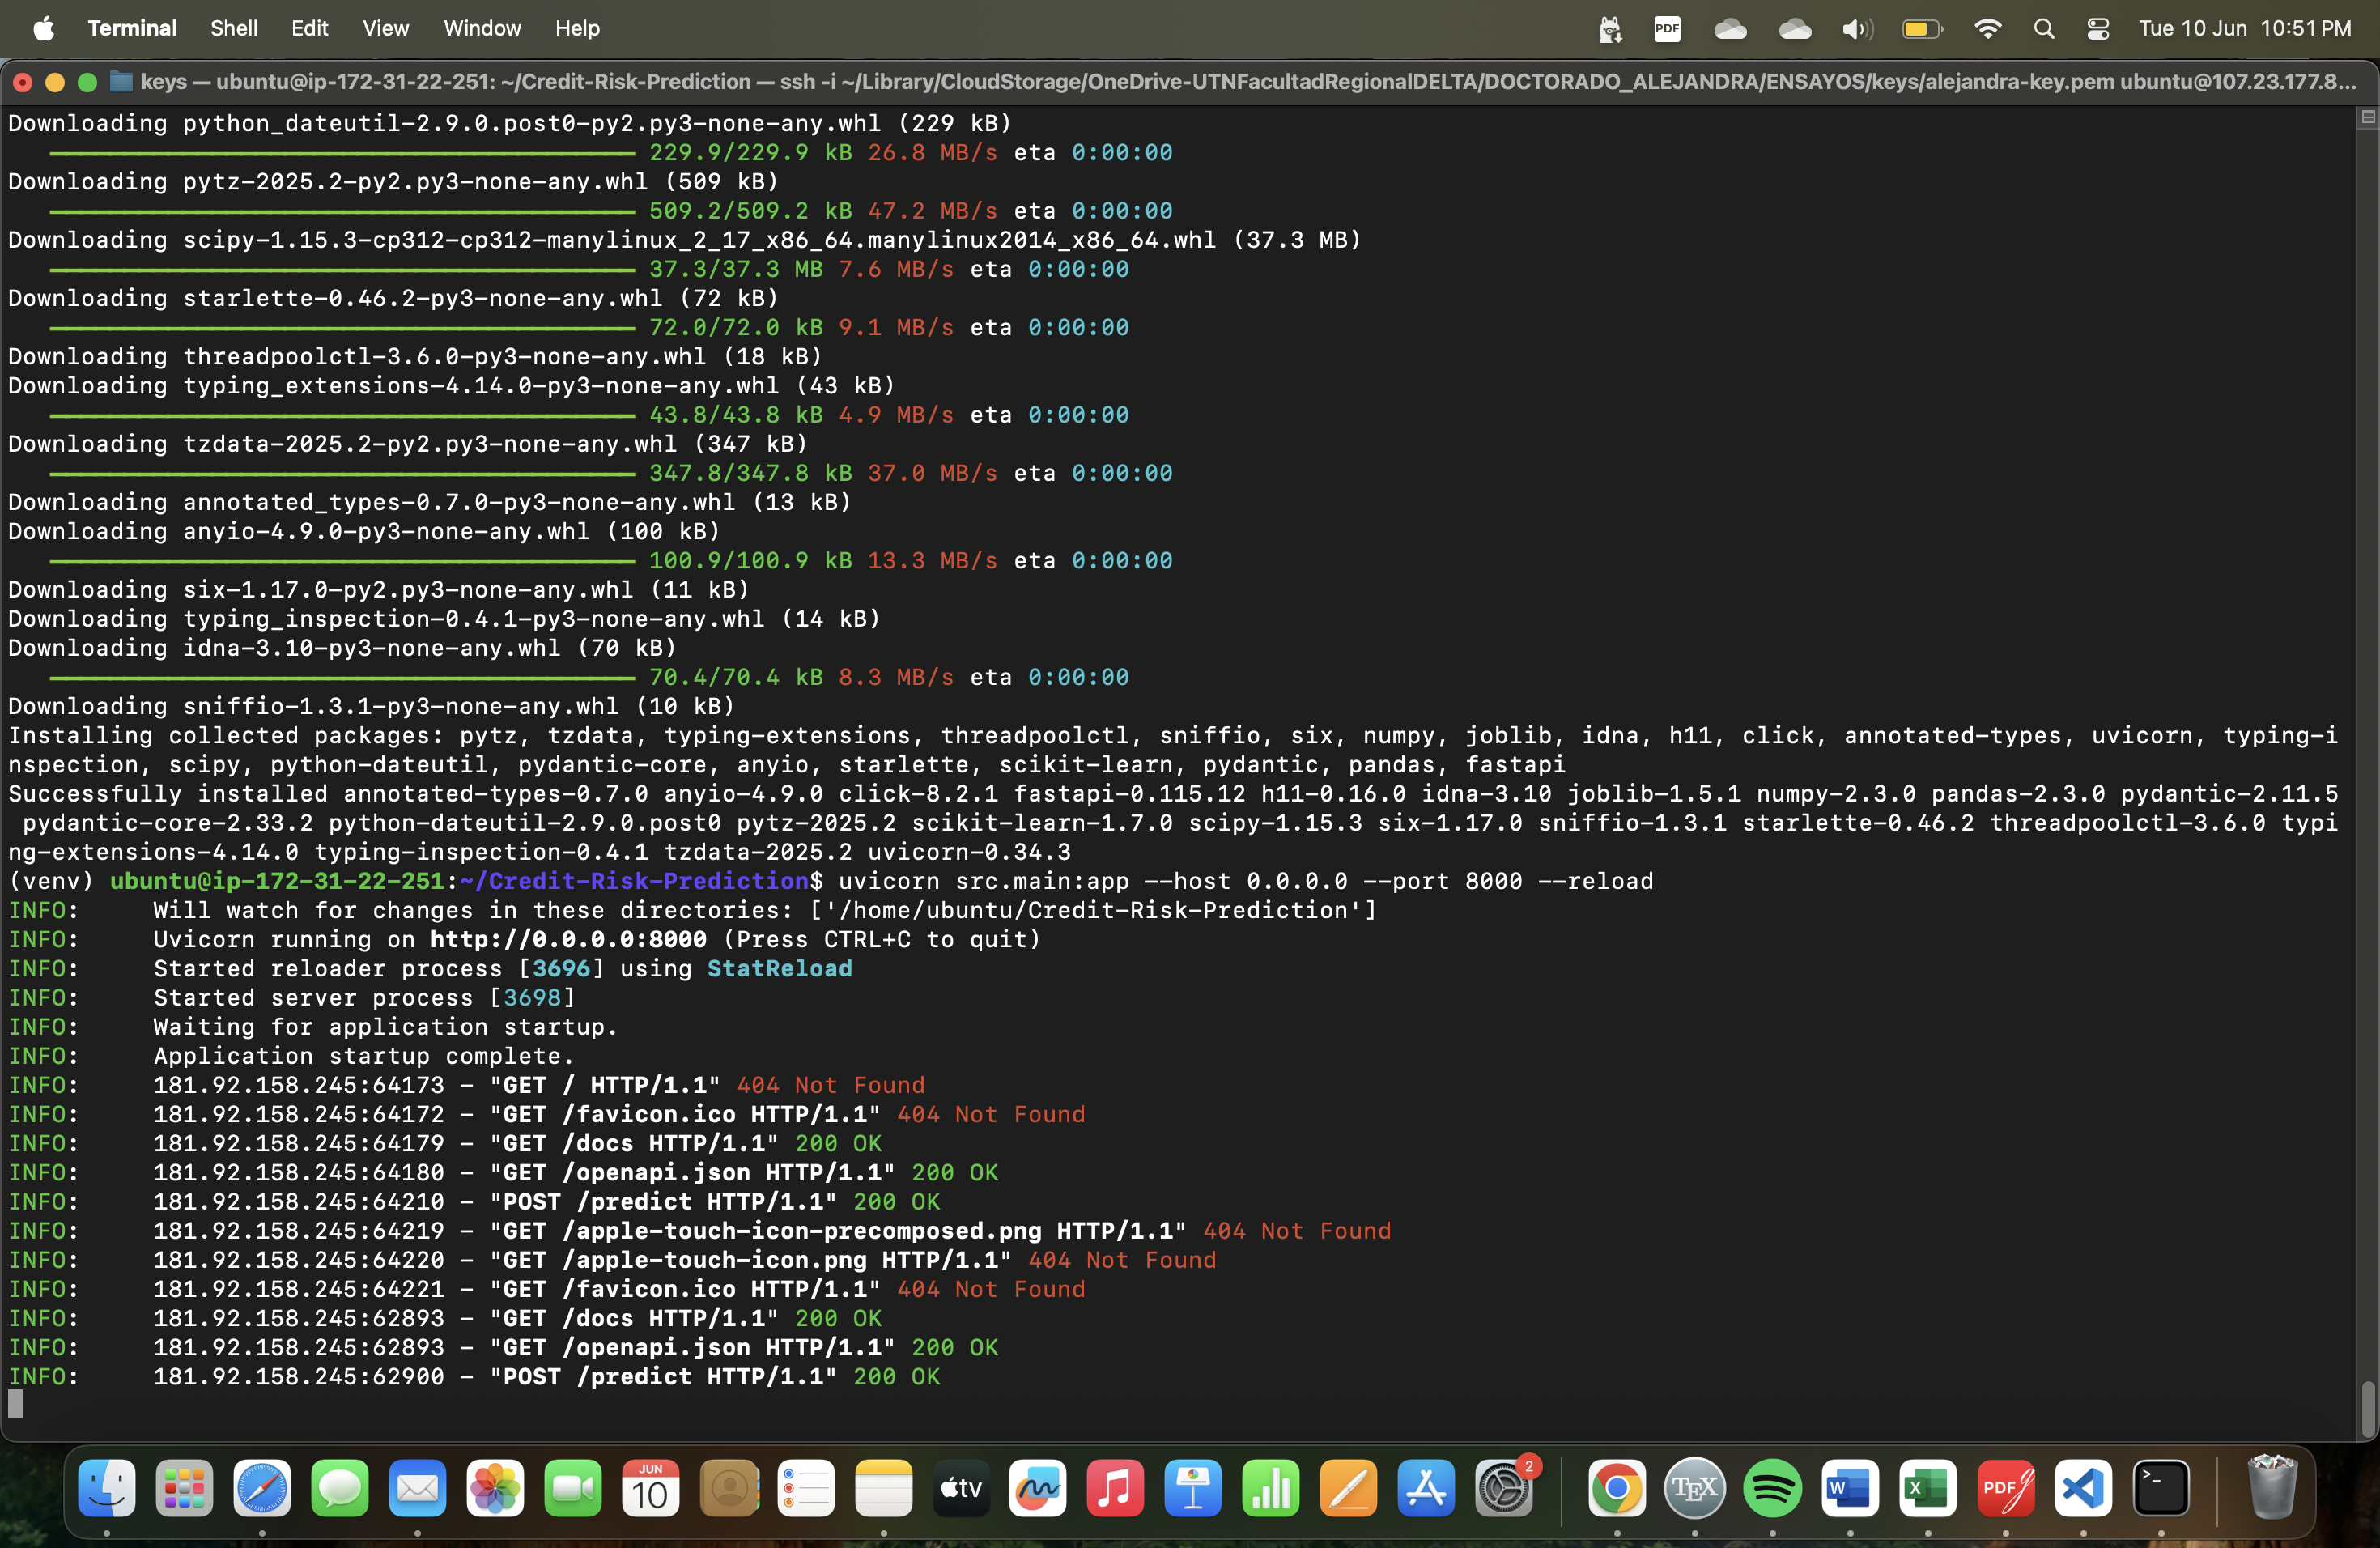 Terminal Shell Edit View Window Help PDF Tue 10 Jun 10:51 PM
keys — ubuntu@ip-172-31-22-251: ~/Credit-Risk-Prediction — ssh -i ~/Library/CloudStorage/OneDrive-UTNFacultadRegionalDELTA/DOCTORADO_ALEJANDRA/ENSAYOS/keys/alejandra-key.pem ubuntu@107.23.177.8...
Downloading python_dateutil-2.9.0.post0-py2.py3-none-any.whl (229 kB)
229.9/229.9 kB 26.8 MB/s eta 0:00:00
Downloading pytz-2025.2-py2.py3-none-any.whl (509 kB)
509.2/509.2 kB 47.2 MB/s eta 0:00:00
Downloading scipy-1.15.3-cp312-cp312-manylinux_2_17_x86_64.manylinux2014_x86_64.whl (37.3 MB)
37.3/37.3 MB 7.6 MB/s eta 0:00:00
Downloading starlette-0.46.2-py3-none-any.whl (72 kB)
72.0/72.0 kB 9.1 MB/s eta 0:00:00
Downloading threadpoolctl-3.6.0-py3-none-any.whl (18 kB)
Downloading typing_extensions-4.14.0-py3-none-any.whl (43 kB)
43.8/43.8 kB 4.9 MB/s eta 0:00:00
Downloading tzdata-2025.2-py2.py3-none-any.whl (347 kB)
347.8/347.8 kB 37.0 MB/s eta 0:00:00
Downloading annotated_types-0.7.0-py3-none-any.whl (13 kB)
Downloading anyio-4.9.0-py3-none-any.whl (100 kB)
100.9/100.9 kB 13.3 MB/s eta 0:00:00
Downloading six-1.17.0-py2.py3-none-any.whl (11 kB)
Downloading typing_inspection-0.4.1-py3-none-any.whl (14 kB)
Downloading idna-3.10-py3-none-any.whl (70 kB)
70.4/70.4 kB 8.3 MB/s eta 0:00:00
Downloading sniffio-1.3.1-py3-none-any.whl (10 kB)
Installing collected packages: pytz, tzdata, typing-extensions, threadpoolctl, sniffio, six, numpy, joblib, idna, h11, click, annotated-types, uvicorn, typing-i
nspection, scipy, python-dateutil, pydantic-core, anyio, starlette, scikit-learn, pydantic, pandas, fastapi
Successfully installed annotated-types-0.7.0 anyio-4.9.0 click-8.2.1 fastapi-0.115.12 h11-0.16.0 idna-3.10 joblib-1.5.1 numpy-2.3.0 pandas-2.3.0 pydantic-2.11.5
pydantic-core-2.33.2 python-dateutil-2.9.0.post0 pytz-2025.2 scikit-learn-1.7.0 scipy-1.15.3 six-1.17.0 sniffio-1.3.1 starlette-0.46.2 threadpoolctl-3.6.0 typi
ng-extensions-4.14.0 typing-inspection-0.4.1 tzdata-2025.2 uvicorn-0.34.3
(venv) ubuntu@ip-172-31-22-251:~/Credit-Risk-Prediction$ uvicorn src.main:app --host 0.0.0.0 --port 8000 --reload
INFO: Will watch for changes in these directories: ['/home/ubuntu/Credit-Risk-Prediction']
INFO: Uvicorn running on http://0.0.0.0:8000 (Press CTRL+C to quit)
INFO: Started reloader process [3696] using StatReload
INFO: Started server process [3698]
INFO: Waiting for application startup.
INFO: Application startup complete.
INFO: 181.92.158.245:64173 - "GET / HTTP/1.1" 404 Not Found
INFO: 181.92.158.245:64172 - "GET /favicon.ico HTTP/1.1" 404 Not Found
INFO: 181.92.158.245:64179 - "GET /docs HTTP/1.1" 200 OK
INFO: 181.92.158.245:64180 - "GET /openapi.json HTTP/1.1" 200 OK
INFO: 181.92.158.245:64210 - "POST /predict HTTP/1.1" 200 OK
INFO: 181.92.158.245:64219 - "GET /apple-touch-icon-precomposed.png HTTP/1.1" 404 Not Found
INFO: 181.92.158.245:64220 - "GET /apple-touch-icon.png HTTP/1.1" 404 Not Found
INFO: 181.92.158.245:64221 - "GET /favicon.ico HTTP/1.1" 404 Not Found
INFO: 181.92.158.245:62893 - "GET /docs HTTP/1.1" 200 OK
INFO: 181.92.158.245:62893 - "GET /openapi.json HTTP/1.1" 200 OK
INFO: 181.92.158.245:62900 - "POST /predict HTTP/1.1" 200 OK
JUN
10
tv
2
TEX
W
X
PDF
>_